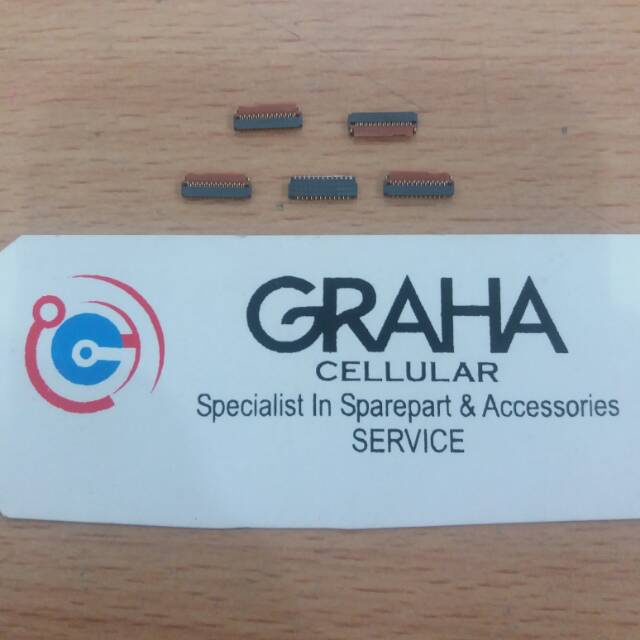 GRAHA
CELLULAR
Specialist In Sparepart & Accessories
SERVICE